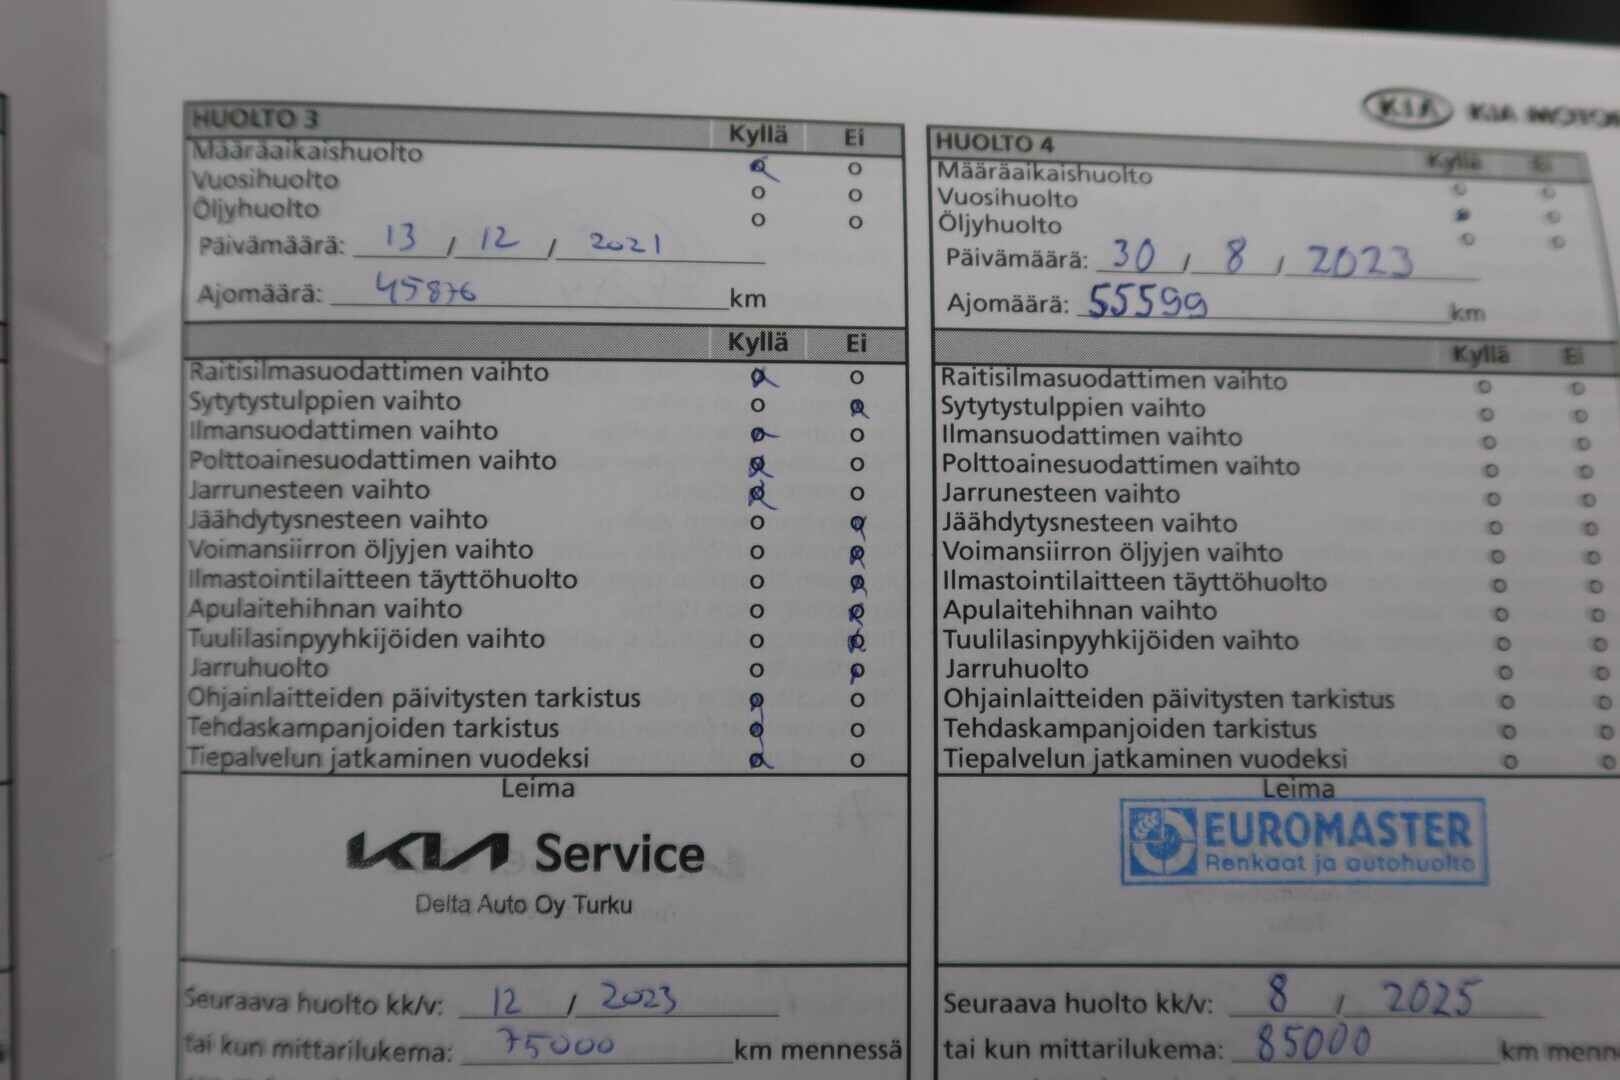 KIA KIA MOTOR
HUOLTO 3
Kyllä Ei
Määräaikaishuolto
Vuosihuolto
Öljyhuolto
Päivämäärä: 13 / 12 / 2021
Ajomäärä: 45876 km
Kyllä Ei
Raitisilmasuodattimen vaihto
Sytytystulppien vaihto
Ilmansuodattimen vaihto
Polttoainesuodattimen vaihto
Jarrunesteen vaihto
Jäähdytysnesteen vaihto
Voimansiirron öljyjen vaihto
Ilmastointilaitteen täyttöhuolto
Apulaitehihnan vaihto
Tuulilasinpyyhkijöiden vaihto
Jarruhuolto
Ohjainlaitteiden päivitysten tarkistus
Tehdaskampanjoiden tarkistus
Tiepalvelun jatkaminen vuodeksi
Leima
KIA Service
Delta Auto Oy Turku
Seuraava huolto kk/v: 12 / 2023
tai kun mittarilukema: 75000 km mennessä
HUOLTO 4
Kyllä Ei
Määräaikaishuolto
Vuosihuolto
Öljyhuolto
Päivämäärä: 30 / 8 / 2023
Ajomäärä: 55599 km
Kyllä Ei
Raitisilmasuodattimen vaihto
Sytytystulppien vaihto
Ilmansuodattimen vaihto
Polttoainesuodattimen vaihto
Jarrunesteen vaihto
Jäähdytysnesteen vaihto
Voimansiirron öljyjen vaihto
Ilmastointilaitteen täyttöhuolto
Apulaitehihnan vaihto
Tuulilasinpyyhkijöiden vaihto
Jarruhuolto
Ohjainlaitteiden päivitysten tarkistus
Tehdaskampanjoiden tarkistus
Tiepalvelun jatkaminen vuodeksi
Leima
EUROMASTER
Renkaat ja autohuolto
Seuraava huolto kk/v: 8 / 2025
tai kun mittarilukema: 85000 km menn